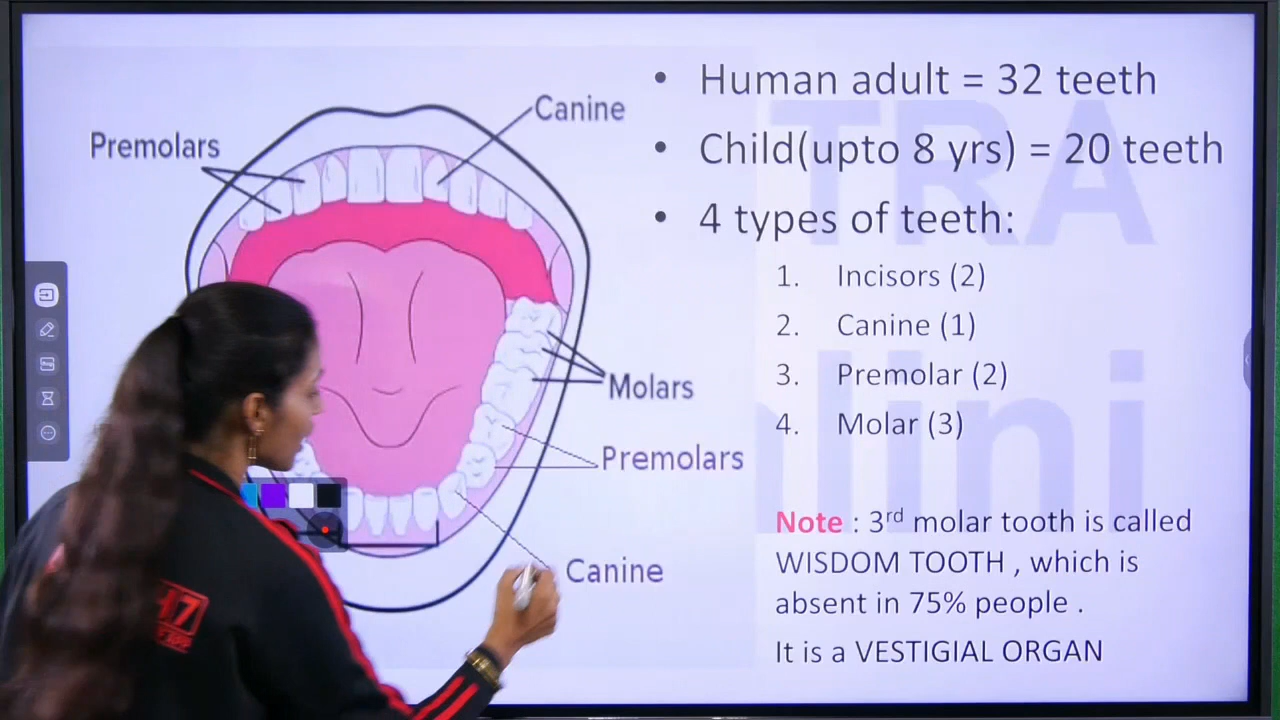 Canine
Premolars
Molars
Premolars
Canine
• Human adult = 32 teeth
• Child(upto 8 yrs) = 20 teeth
• 4 types of teeth:
1. Incisors (2)
2. Canine (1)
3. Premolar (2)
4. Molar (3)
Note : 3rd molar tooth is called
WISDOM TOOTH , which is
absent in 75% people .
It is a VESTIGIAL ORGAN
TRA
7